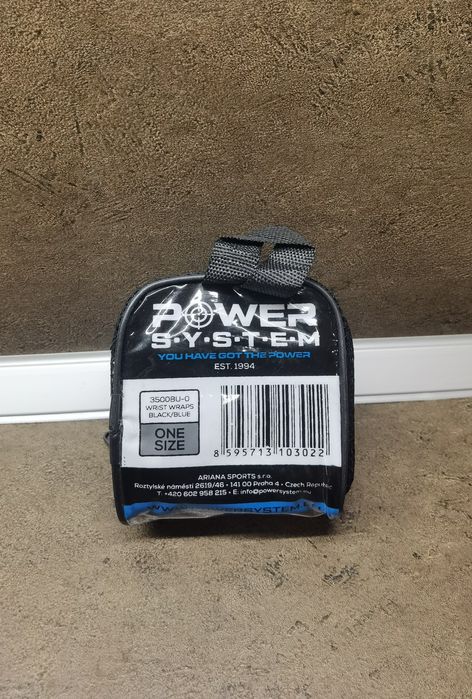 POWER
S·Y·S·T·E·M
YOU HAVE GOT THE POWER
EST. 1994
3500BU-0
WRIST WRAPS
BLACK/BLUE
ONE
SIZE
8 595713 103022
ARIANA SPORTS s.r.o.
Roztylské náměstí 2619/46 · 141 00 Praha 4 · Czech Republic
T: +420 602 958 215 · E: info@powersystem.eu